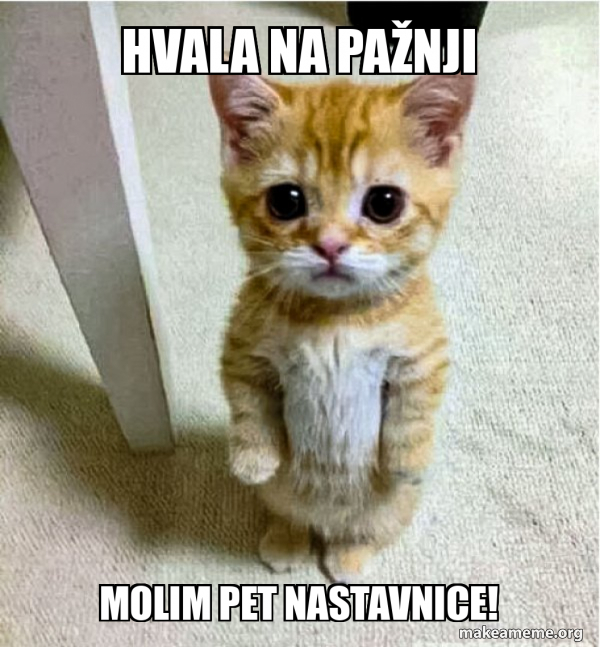 HVALA NA PAŽNJI
MOLIM PET NASTAVNICE!
makeameme.org